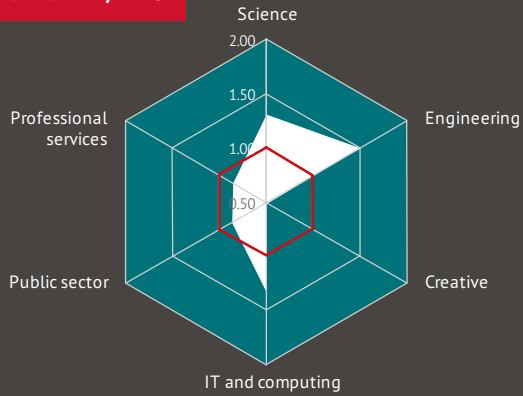 Science
2.00
1.50
Professional
services
Engineering
1.00
0.50
Public sector
Creative
IT and computing